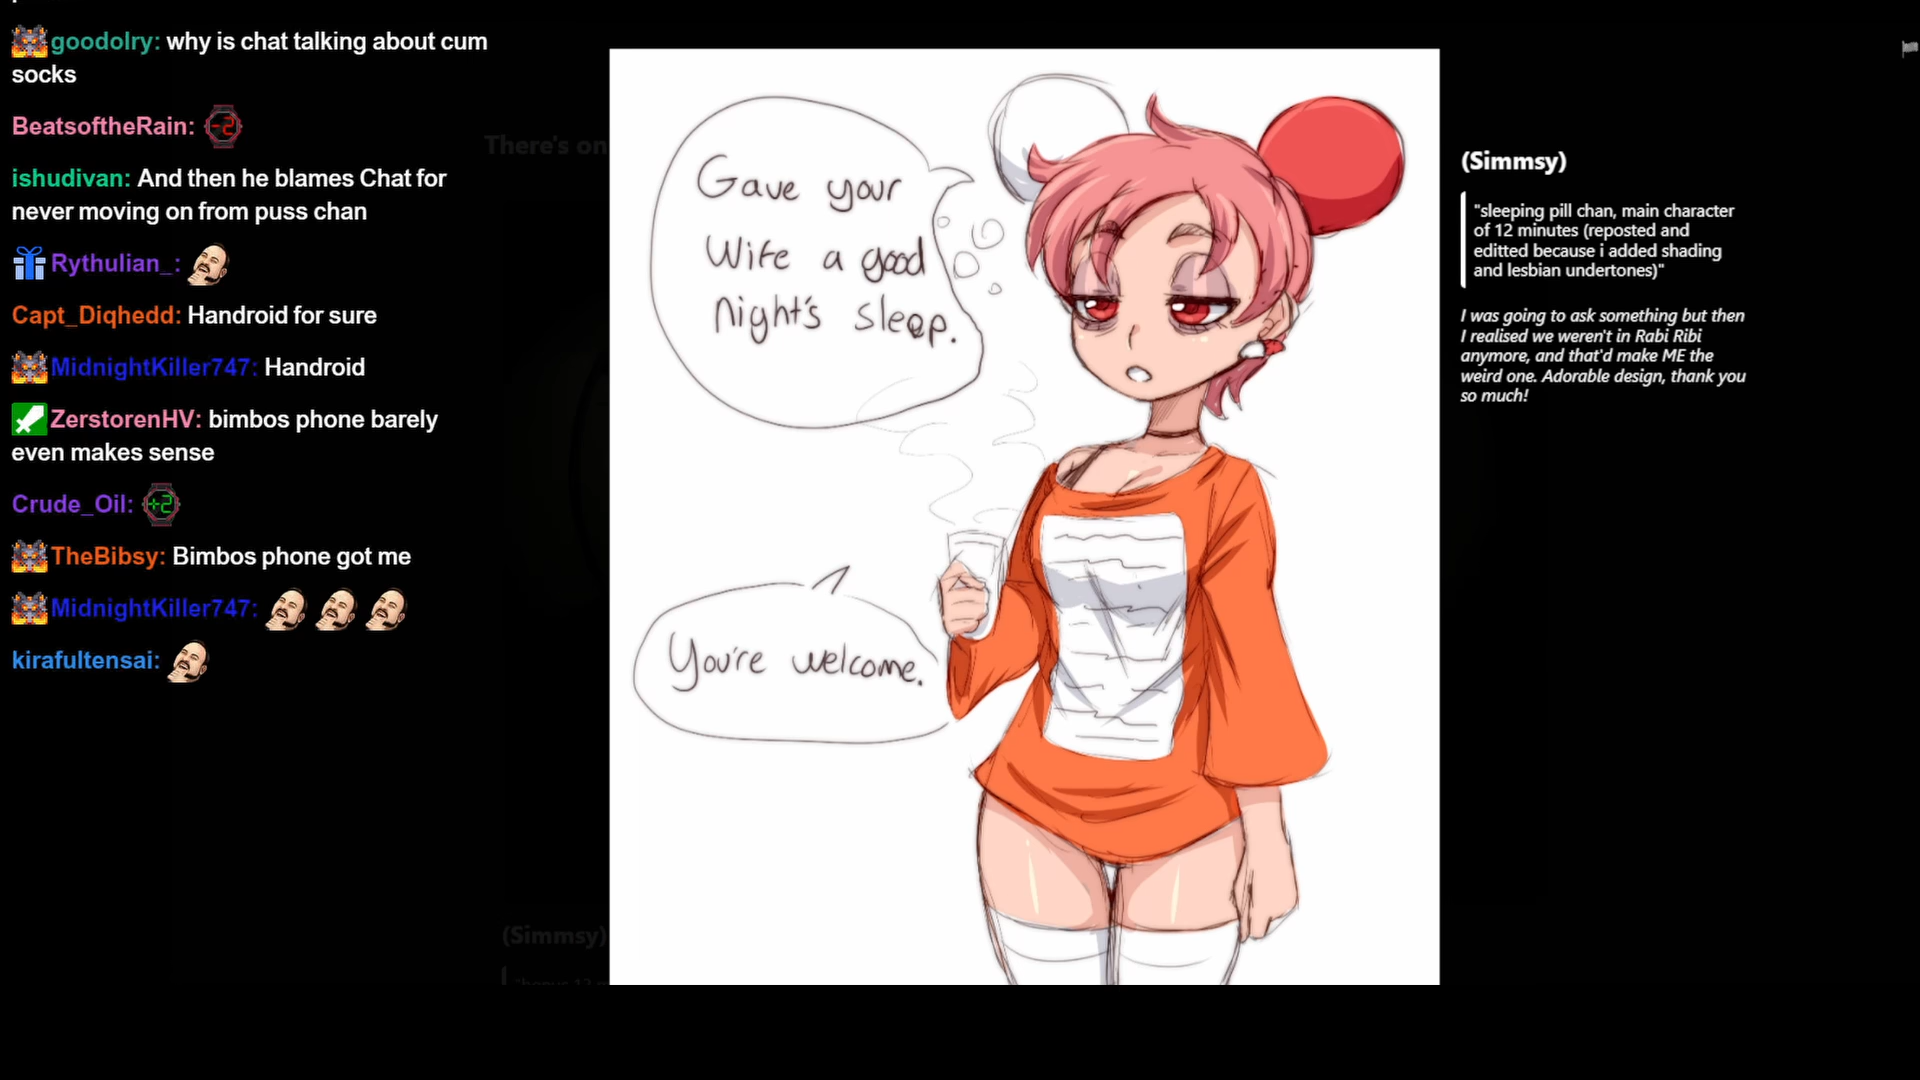 goodolry: why is chat talking about cum
socks
BeatsoftheRain: -2
ishudivan: And then he blames Chat for
never moving on from puss chan
Rythulian_:
Capt_Diqhedd: Handroid for sure
MidnightKiller747: Handroid
ZerstorenHV: bimbos phone barely
even makes sense
Crude_Oil: +2
TheBibsy: Bimbos phone got me
MidnightKiller747:
kirafultensai:
There's on
(Simmsy)
Gave your
Wife a good
night's sleep.
You're welcome.
(Simmsy)
"sleeping pill chan, main character
of 12 minutes (reposted and
editted because i added shading
and lesbian undertones)"
I was going to ask something but then
I realised we weren't in Rabi Ribi
anymore, and that'd make ME the
weird one. Adorable design, thank you
so much!